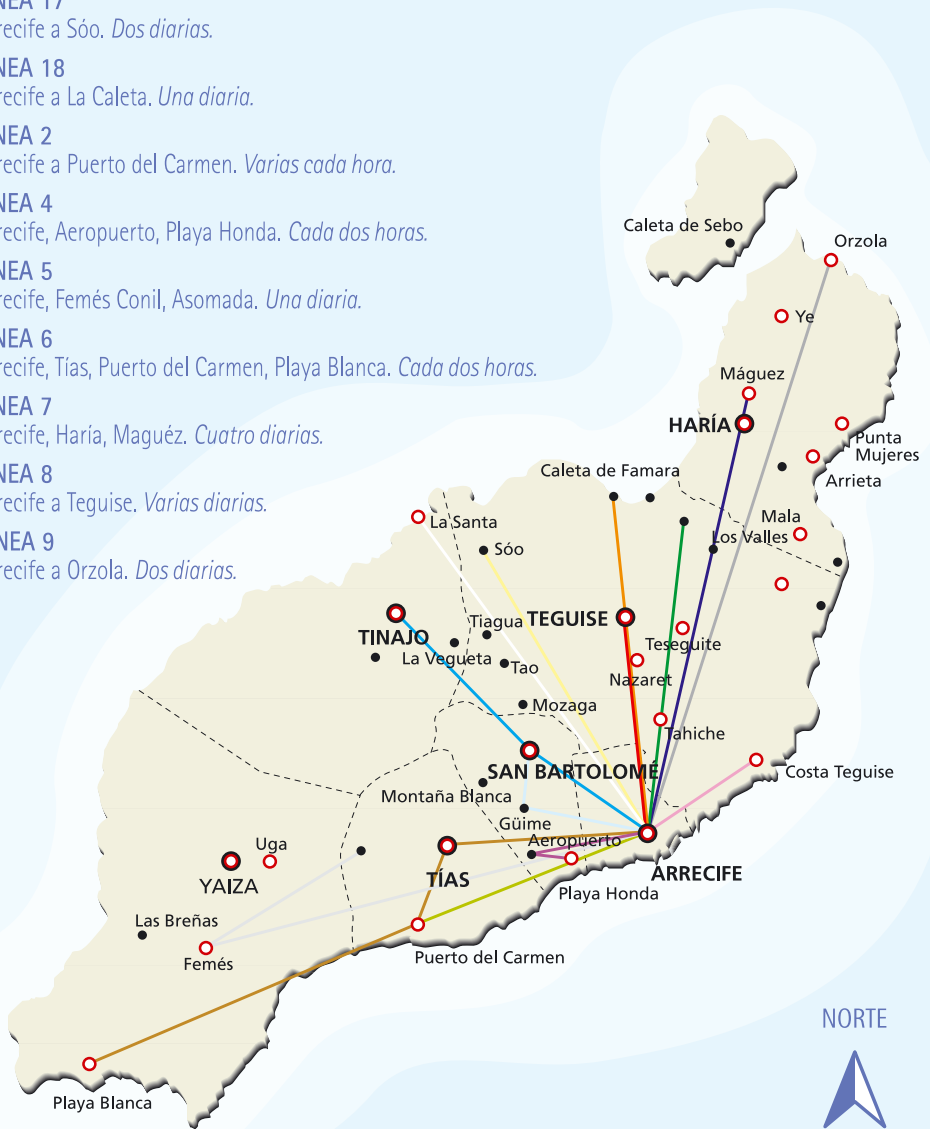 NEA 17
recife a Sóo. Dos diarias.
NEA 18
recife a La Caleta. Una diaria.
NEA 2
recife a Puerto del Carmen. Varias cada hora.
NEA 4
recife, Aeropuerto, Playa Honda. Cada dos horas.
NEA 5
recife, Femés Conil, Asomada. Una diaria.
NEA 6
recife, Tías, Puerto del Carmen, Playa Blanca. Cada dos horas.
NEA 7
recife, Haría, Maguéz. Cuatro diarias.
NEA 8
recife a Teguise. Varias diarias.
NEA 9
recife a Orzola. Dos diarias.
Caleta de Sebo
Orzola
Ye
Máguez
HARÍA
Punta
Mujeres
Arrieta
Caleta de Famara
Mala
La Santa
Los Valles
Sóo
Tiagua
TEGUISE
TINAJO
Teseguite
La Vegueta
Tao
Nazaret
Mozaga
Tahiche
SAN BARTOLOMÉ
Costa Teguise
Montaña Blanca
Güime
Aeropuerto
Uga
ARRECIFE
TÍAS
YAIZA
Playa Honda
Las Breñas
Femés
Puerto del Carmen
NORTE
Playa Blanca